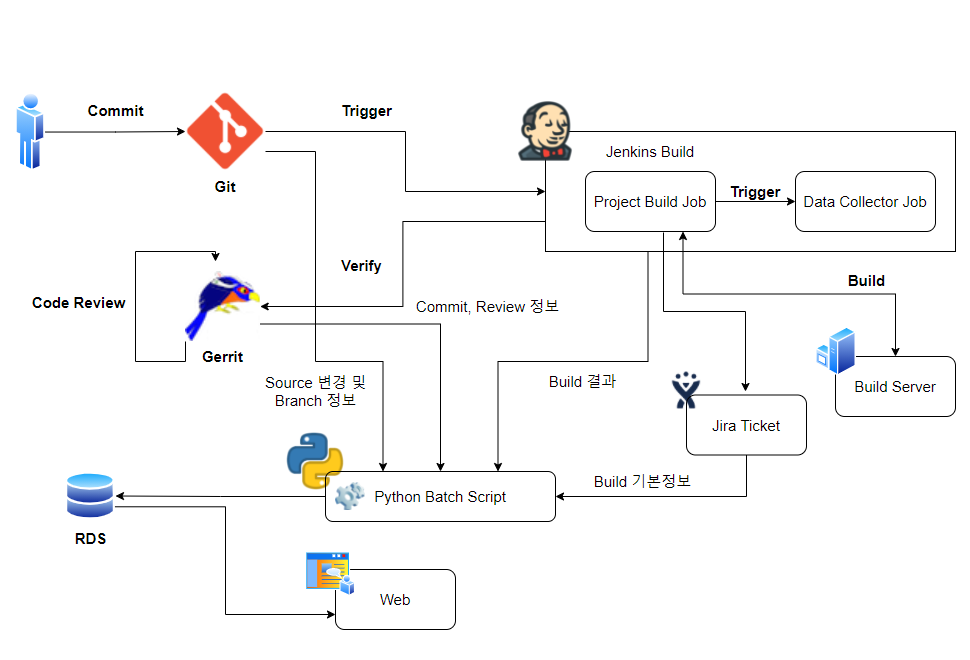 Commit
Git
Trigger
Jenkins Build
Project Build Job
Trigger
Data Collector Job
Verify
Build
Code Review
Gerrit
Commit, Review 정보
Source 변경 및
Branch 정보
Build 결과
Build Server
Jira Ticket
Build 기본정보
Python Batch Script
RDS
Web